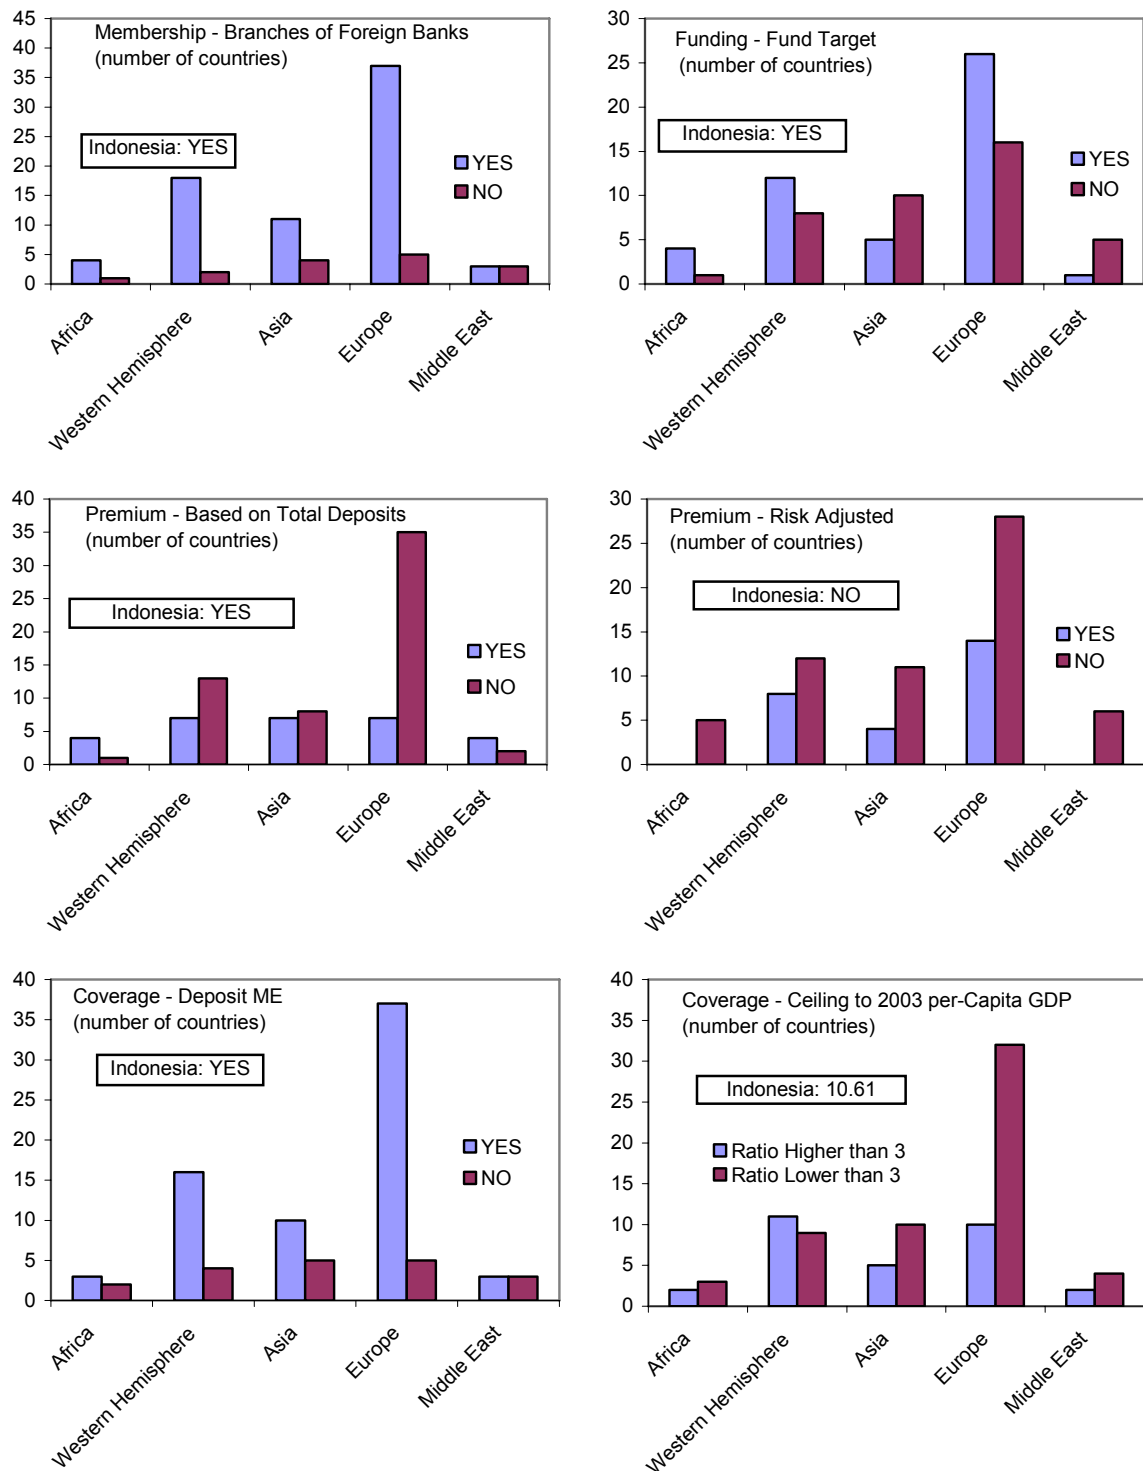 Membership - Branches of Foreign Banks
(number of countries)
Indonesia: YES
YES
NO
45
40
35
30
25
20
15
10
5
0
Africa
Western Hemisphere
Asia
Europe
Middle East
Funding - Fund Target
(number of countries)
Indonesia: YES
YES
NO
30
25
20
15
10
5
0
Africa
Western Hemisphere
Asia
Europe
Middle East
Premium - Based on Total Deposits
(number of countries)
Indonesia: YES
YES
NO
40
35
30
25
20
15
10
5
0
Africa
Western Hemisphere
Asia
Europe
Middle East
Premium - Risk Adjusted
(number of countries)
Indonesia: NO
YES
NO
30
25
20
15
10
5
0
Africa
Western Hemisphere
Asia
Europe
Middle East
Coverage - Deposit ME
(number of countries)
Indonesia: YES
YES
NO
40
35
30
25
20
15
10
5
0
Africa
Western Hemisphere
Asia
Europe
Middle East
Coverage - Ceiling to 2003 per-Capita GDP
(number of countries)
Indonesia: 10.61
Ratio Higher than 3
Ratio Lower than 3
40
35
30
25
20
15
10
5
0
Africa
Western Hemisphere
Asia
Europe
Middle East